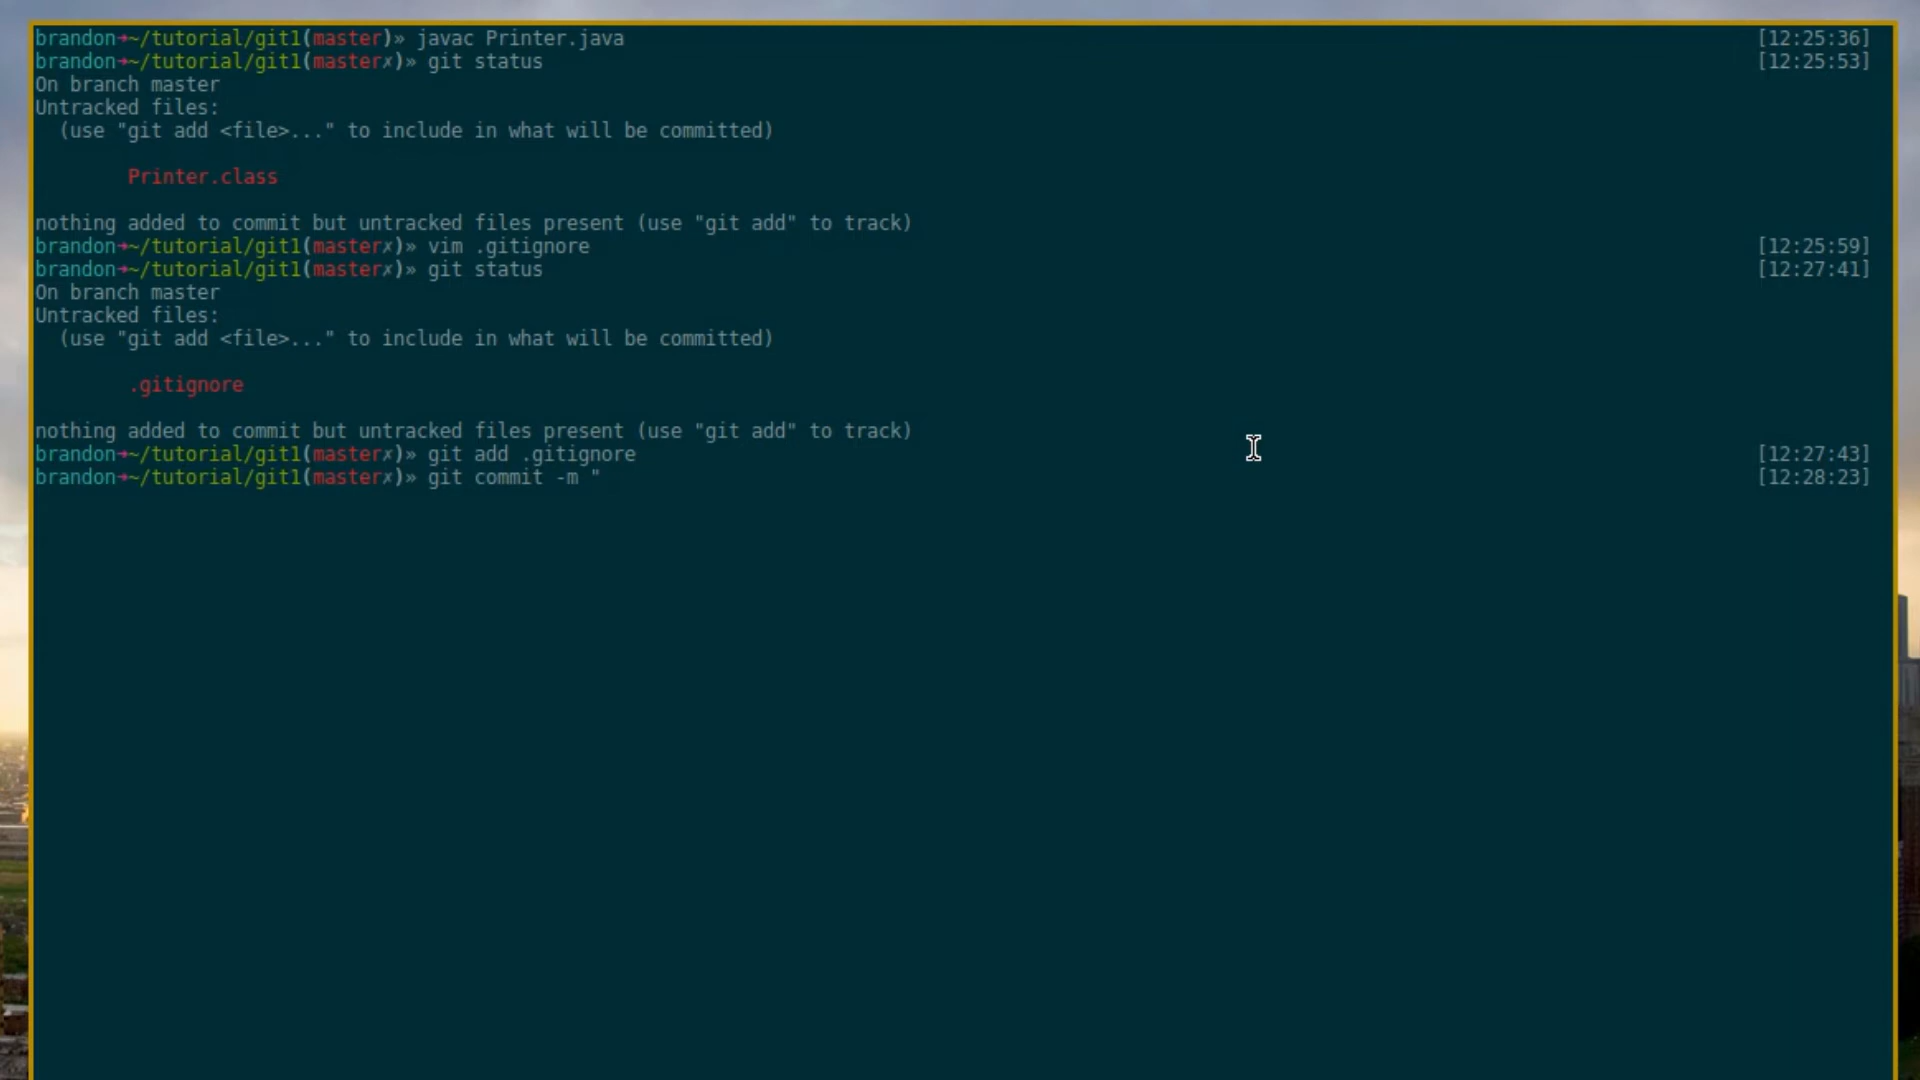 brandon→~/tutorial/git1(master)» javac Printer.java [12:25:36]
brandon→~/tutorial/git1(master✗)» git status [12:25:53]
On branch master
Untracked files:
  (use "git add <file>..." to include in what will be committed)
Printer.class
nothing added to commit but untracked files present (use "git add" to track)
brandon→~/tutorial/git1(master✗)» vim .gitignore [12:25:59]
brandon→~/tutorial/git1(master✗)» git status [12:27:41]
On branch master
Untracked files:
  (use "git add <file>..." to include in what will be committed)
.gitignore
nothing added to commit but untracked files present (use "git add" to track)
brandon→~/tutorial/git1(master✗)» git add .gitignore [12:27:43]
brandon→~/tutorial/git1(master✗)» git commit -m " [12:28:23]